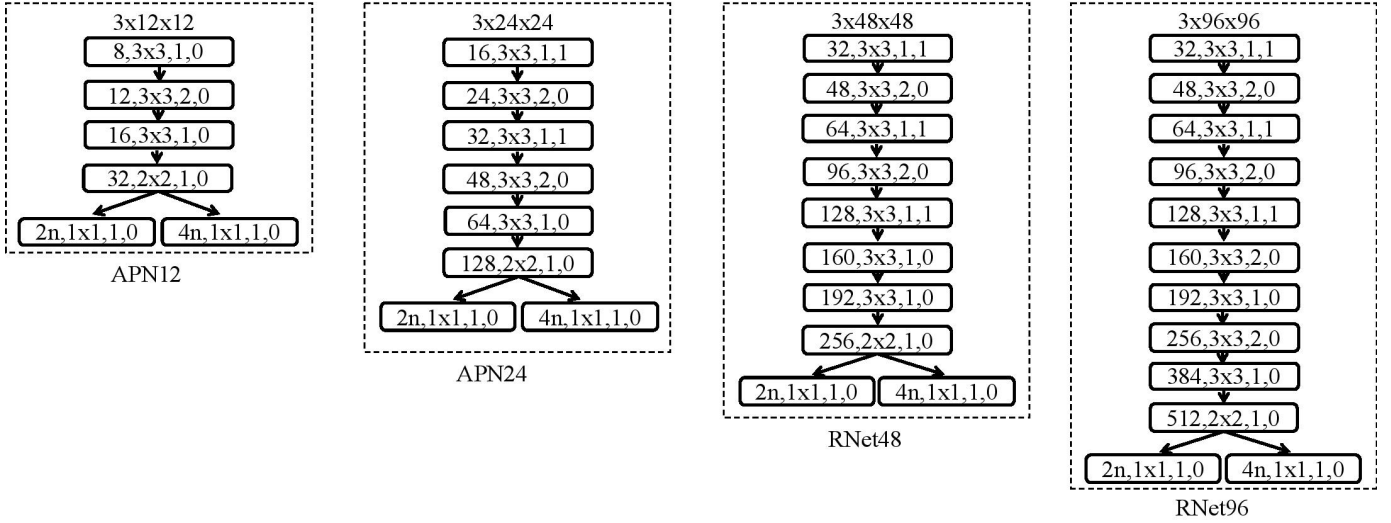 3x12x12
8,3x3,1,0
12,3x3,2,0
16,3x3,1,0
32,2x2,1,0
2n,1x1,1,0 4n,1x1,1,0
APN12
3x24x24
16,3x3,1,1
24,3x3,2,0
32,3x3,1,1
48,3x3,2,0
64,3x3,1,0
128,2x2,1,0
2n,1x1,1,0 4n,1x1,1,0
APN24
3x48x48
32,3x3,1,1
48,3x3,2,0
64,3x3,1,1
96,3x3,2,0
128,3x3,1,1
160,3x3,1,0
192,3x3,1,0
256,2x2,1,0
2n,1x1,1,0 4n,1x1,1,0
RNet48
3x96x96
32,3x3,1,1
48,3x3,2,0
64,3x3,1,1
96,3x3,2,0
128,3x3,1,1
160,3x3,2,0
192,3x3,1,0
256,3x3,2,0
384,3x3,1,0
512,2x2,1,0
2n,1x1,1,0 4n,1x1,1,0
RNet96